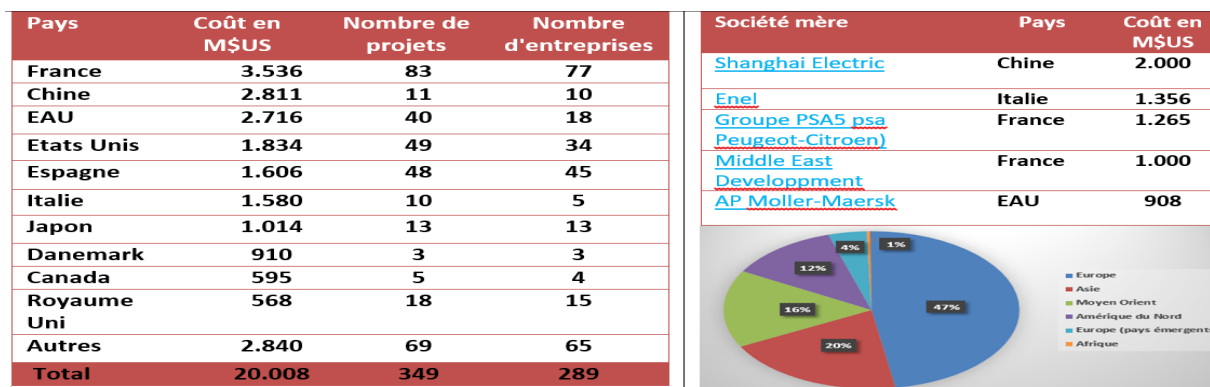 Pays Coût en Nombre de Nombre
M$US projets d'entreprises
France 3.536 83 77
Chine 2.811 11 10
EAU 2.716 40 18
Etats Unis 1.834 49 34
Espagne 1.606 48 45
Italie 1.580 10 5
Japon 1.014 13 13
Danemark 910 3 3
Canada 595 5 4
Royaume 568 18 15
Uni
Autres 2.840 69 65
Total 20.008 349 289
Société mère Pays Coût en
M$US
Shanghai Electric Chine 2.000
Enel Italie 1.356
Groupe PSA5 psa France 1.265
Peugeot-Citroen)
Middle East France 1.000
Developpment
AP Moller-Maersk EAU 908
4% 1%
12%
16% 47%
20%
Europe
Asie
Moyen Orient
Amérique du Nord
Europe (pays émergents
Afrique